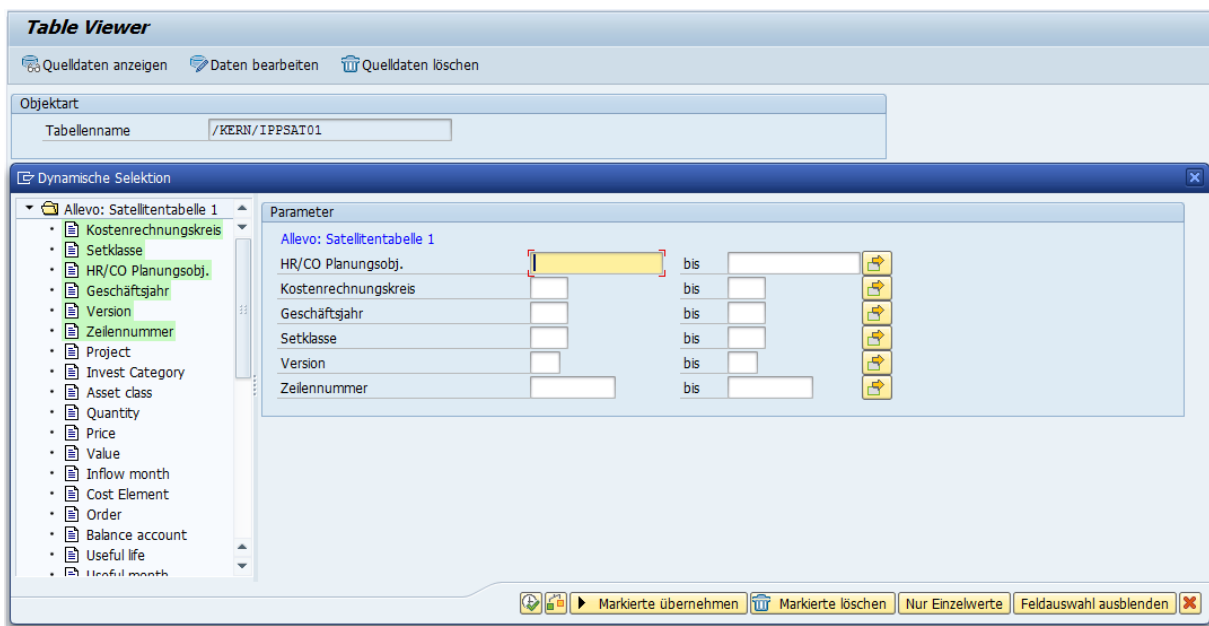 Table Viewer
Quelldaten anzeigen Daten bearbeiten Quelldaten löschen
Objektart
Tabellenname /KERN/IPPSAT01
Dynamische Selektion
Allevo: Satellitentabelle 1
Kostenrechnungskreis
Setklasse
HR/CO Planungsobj.
Geschäftsjahr
Version
Zeilennummer
Project
Invest Category
Asset class
Quantity
Price
Value
Inflow month
Cost Element
Order
Balance account
Useful life
Useful month
Parameter
Allevo: Satellitentabelle 1
HR/CO Planungsobj. bis
Kostenrechnungskreis bis
Geschäftsjahr bis
Setklasse bis
Version bis
Zeilennummer bis
Markierte übernehmen Markierte löschen Nur Einzelwerte Feldauswahl ausblenden